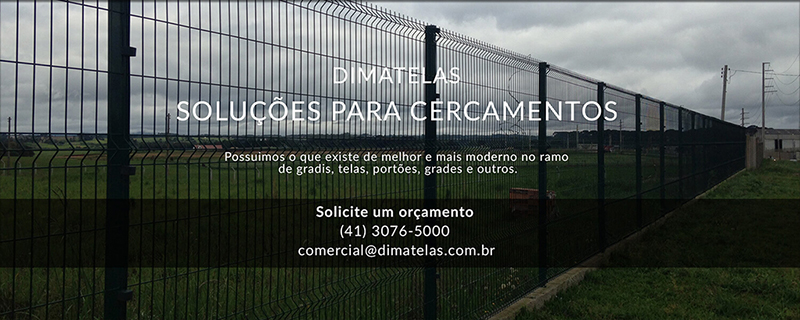 DIMATELAS
SOLUÇÕES PARA CERCAMENTOS
Possuimos o que existe de melhor e mais moderno no ramo
de gradis, telas, portões, grades e outros.
Solicite um orçamento
(41) 3076-5000
comercial@dimatelas.com.br